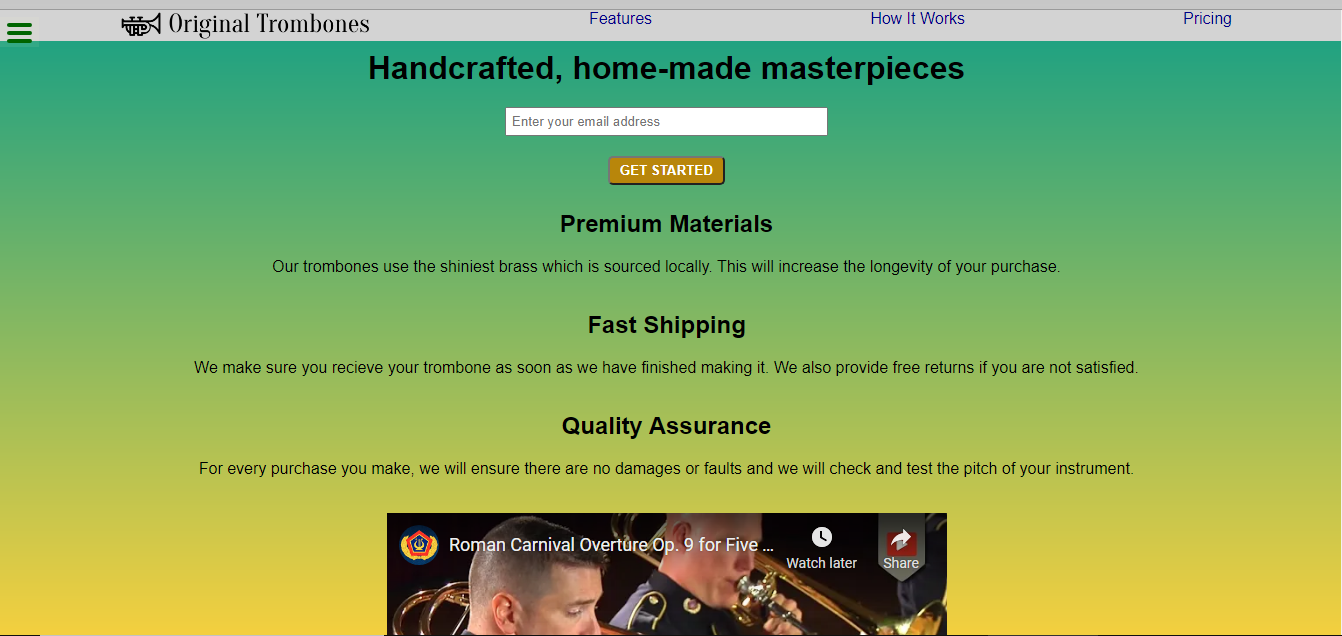 Original Trombones
Features
How It Works
Pricing
Handcrafted, home-made masterpieces
Enter your email address
GET STARTED
Premium Materials
Our trombones use the shiniest brass which is sourced locally. This will increase the longevity of your purchase.
Fast Shipping
We make sure you recieve your trombone as soon as we have finished making it. We also provide free returns if you are not satisfied.
Quality Assurance
For every purchase you make, we will ensure there are no damages or faults and we will check and test the pitch of your instrument.
Roman Carnival Overture Op. 9 for Five ...
Watch later
Share